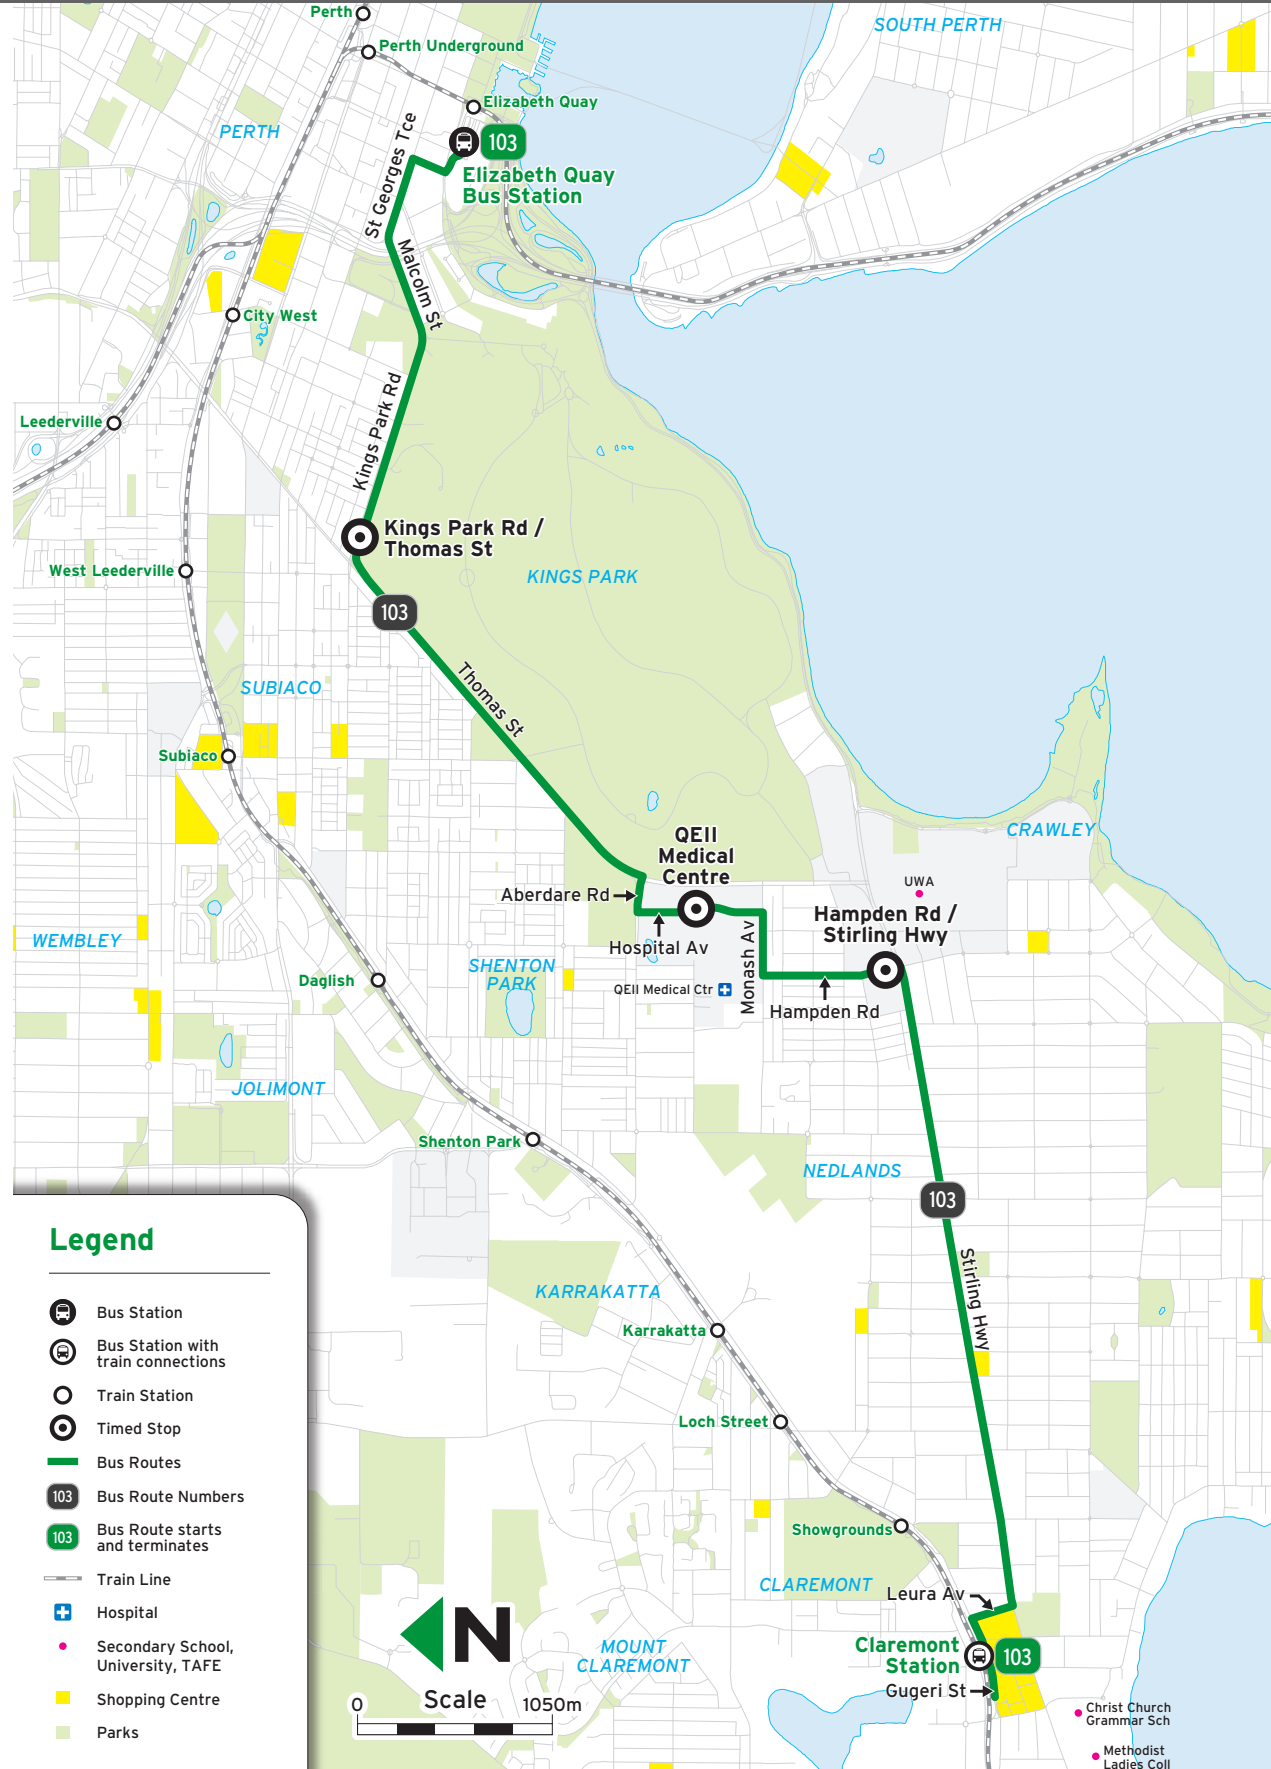 Perth
SOUTH PERTH
Perth Underground
Elizabeth Quay
PERTH
103
Elizabeth Quay
Bus Station
St Georges Tce
Malcolm St
City West
Kings Park Rd
Leederville
Kings Park Rd /
Thomas St
West Leederville
KINGS PARK
103
Thomas St
SUBIACO
Subiaco
CRAWLEY
QEII
Medical
Centre
UWA
Aberdare Rd
Hampden Rd /
Stirling Hwy
WEMBLEY
Hospital Av
Monash Av
SHENTON
PARK
Daglish
QEII Medical Ctr
Hampden Rd
JOLIMONT
Shenton Park
NEDLANDS
103
Stirling Hwy
KARRAKATTA
Karrakatta
Loch Street
Showgrounds
CLAREMONT
Leura Av
MOUNT
CLAREMONT
Claremont
Station
103
Gugeri St
Christ Church
Grammar Sch
Methodist
Ladies Coll
Legend
Bus Station
Bus Station with
train connections
Train Station
Timed Stop
Bus Routes
103 Bus Route Numbers
103 Bus Route starts
and terminates
Train Line
Hospital
Secondary School,
University, TAFE
Shopping Centre
Parks
N
0 Scale 1050m